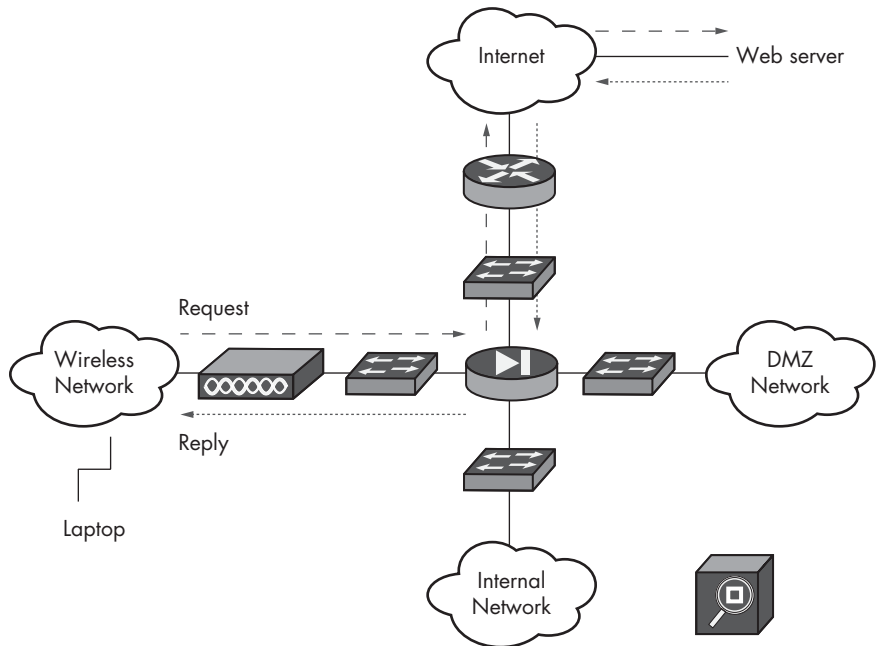 Internet
Web server
Request
Wireless
Network
DMZ
Network
Reply
Laptop
Internal
Network